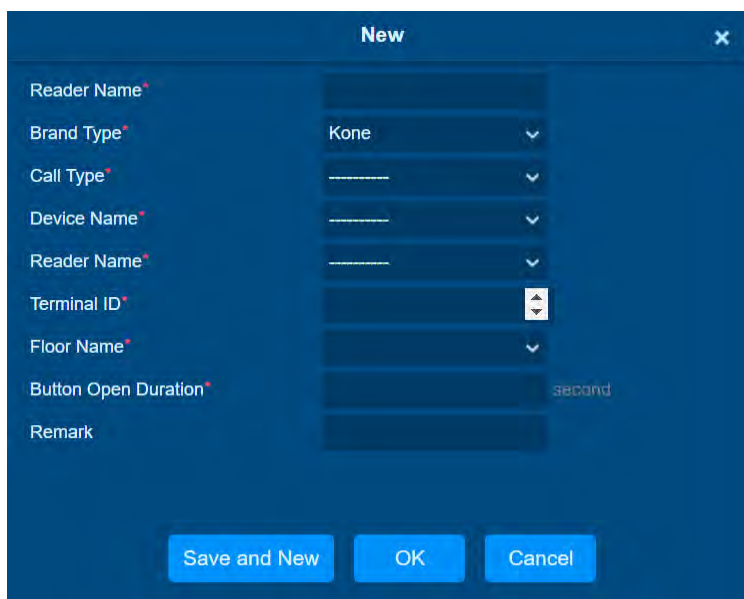 New ×
Reader Name*
Brand Type* Kone
Call Type* ----------
Device Name* ----------
Reader Name* ----------
Terminal ID*
Floor Name*
Button Open Duration* second
Remark
Save and New OK Cancel